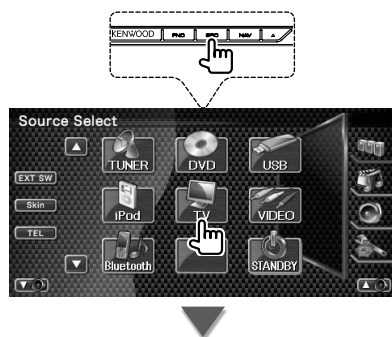 KENWOOD FNC SRC NAV
Source Select
TUNER DVD USB
EXT SW
Skin
iPod TV VIDEO
TEL
Bluetooth STANDBY